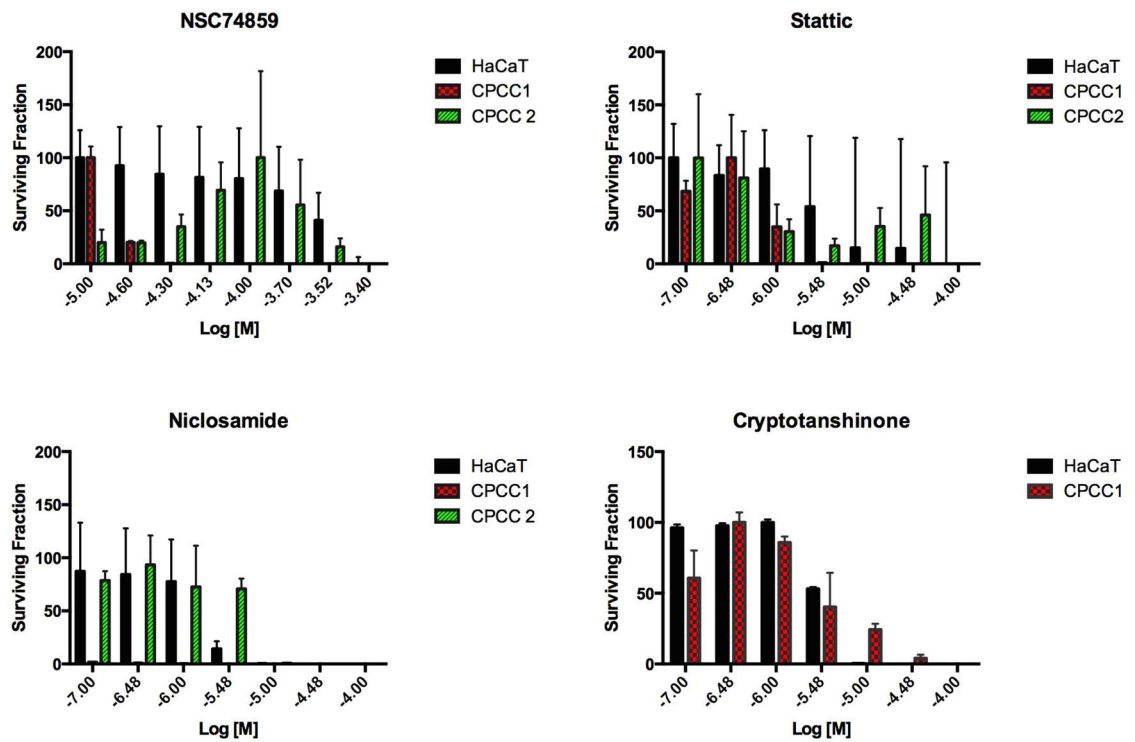 NSC74859
200
150
100
50
0
Surviving Fraction
-5.00
-4.60
-4.30
-4.13
-4.00
-3.70
-3.52
-3.40
Log [M]
HaCaT
CPCC1
CPCC 2
Stattic
200
150
100
50
0
Surviving Fraction
-7.00
-6.48
-6.00
-5.48
-5.00
-4.48
-4.00
Log [M]
HaCaT
CPCC1
CPCC2
Niclosamide
200
150
100
50
0
Surviving Fraction
-7.00
-6.48
-6.00
-5.48
-5.00
-4.48
-4.00
Log [M]
HaCaT
CPCC1
CPCC 2
Cryptotanshinone
150
100
50
0
Surviving Fraction
-7.00
-6.48
-6.00
-5.48
-5.00
-4.48
-4.00
Log [M]
HaCaT
CPCC1